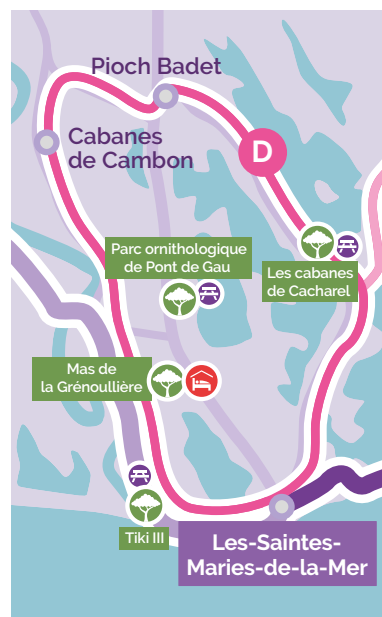 Pioch Badet
Cabanes
de Cambon
D
Parc ornithologique
de Pont de Gau
Les cabanes
de Cacharel
Mas de
la Grénoullière
Tiki III
Les-Saintes-
Maries-de-la-Mer